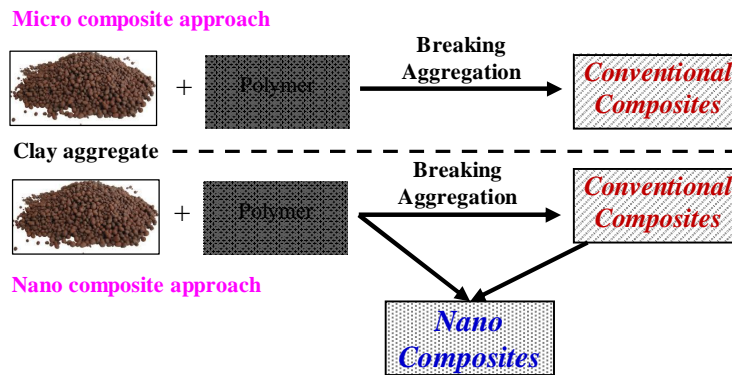 Micro composite approach
+
Polymer
Breaking
Aggregation
Conventional
Composites
Clay aggregate
+
Polymer
Breaking
Aggregation
Conventional
Composites
Nano composite approach
Nano
Composites